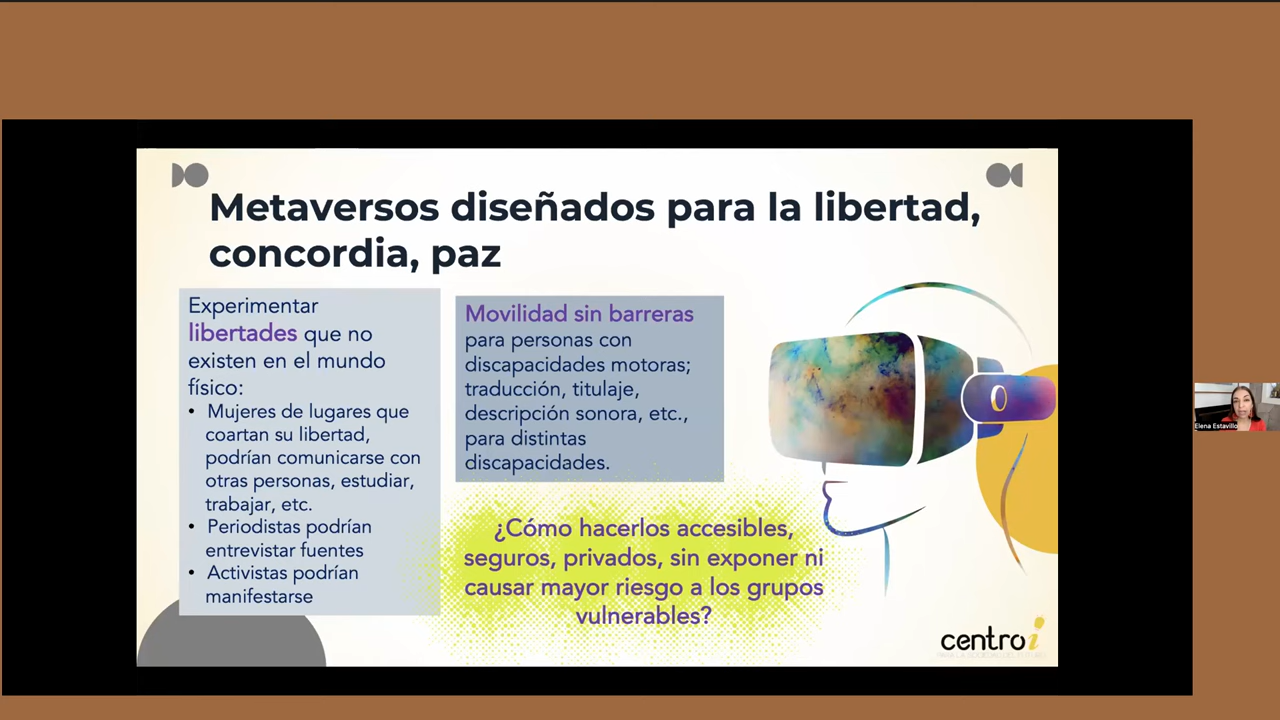 Metaversos diseñados para la libertad,
concordia, paz
Experimentar
libertades que no
existen en el mundo
físico:
• Mujeres de lugares que
coartan su libertad,
podrían comunicarse con
otras personas, estudiar,
trabajar, etc.
• Periodistas podrían
entrevistar fuentes
• Activistas podrían
manifestarse
Movilidad sin barreras
para personas con
discapacidades motoras;
traducción, titulaje,
descripción sonora, etc.,
para distintas
discapacidades.
¿Cómo hacerlos accesibles,
seguros, privados, sin exponer ni
causar mayor riesgo a los grupos
vulnerables?
centro i
Elena Estavillo